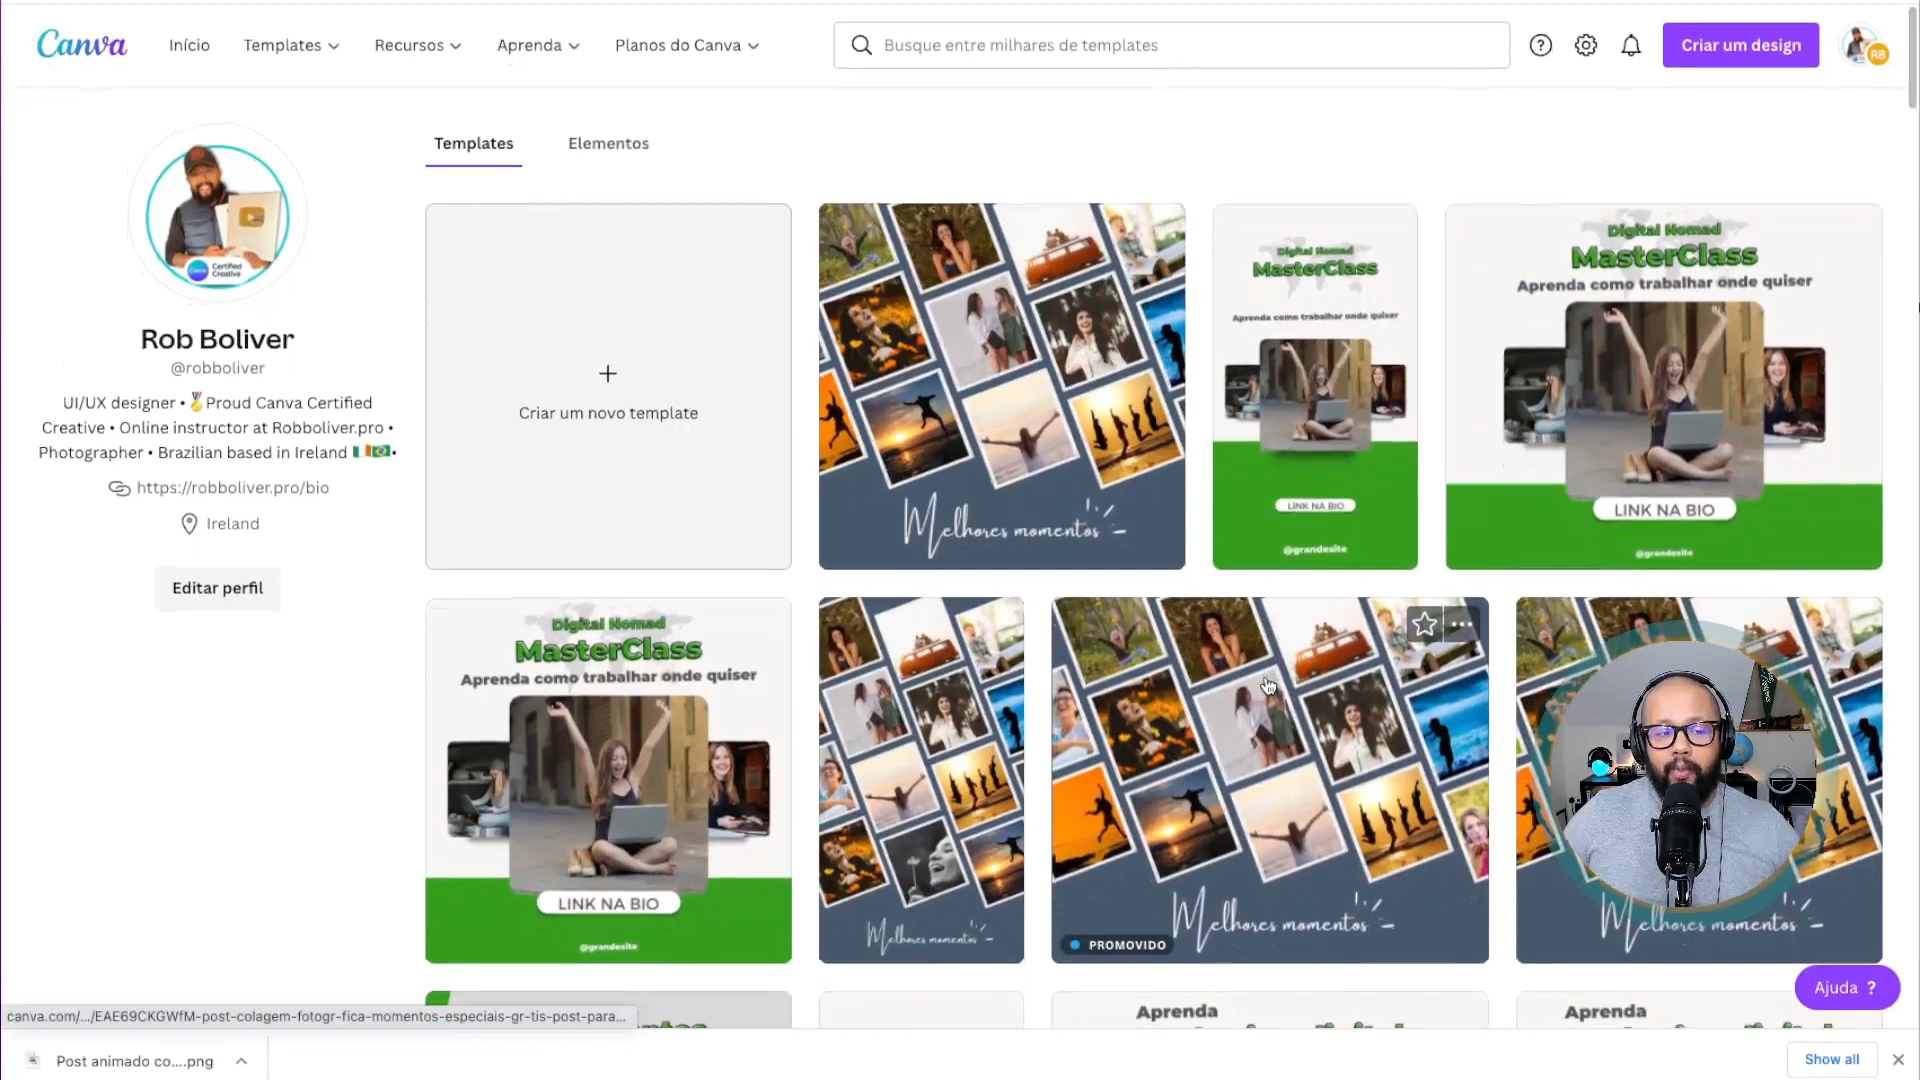 Canva
Início
Templates
Recursos
Aprenda
Planos do Canva
Busque entre milhares de templates
Criar um design
RB
Templates
Elementos
Canva
Certified
Creative
Rob Boliver
@robboliver
UI/UX designer • 🏅Proud Canva Certified
Creative • Online instructor at Robboliver.pro •
Photographer • Brazilian based in Ireland 🇮🇪🇧🇷•
https://robboliver.pro/bio
Ireland
Editar perfil
+
Criar um novo template
Melhores momentos
Digital Nomad
MasterClass
Aprenda como trabalhar onde quiser
LINK NA BIO
@grandesite
Digital Nomad
MasterClass
Aprenda como trabalhar onde quiser
LINK NA BIO
@grandesite
Digital Nomad
MasterClass
Aprenda como trabalhar onde quiser
LINK NA BIO
@grandesite
Melhores momentos
Melhores momentos
PROMOVIDO
Melhores momentos
Ajuda ?
Aprenda
Aprenda
canva.com/.../EAE69CKGWfM-post-colagem-fotogr-fica-momentos-especiais-gr-tis-post-para...
Post animado co....png
Show all